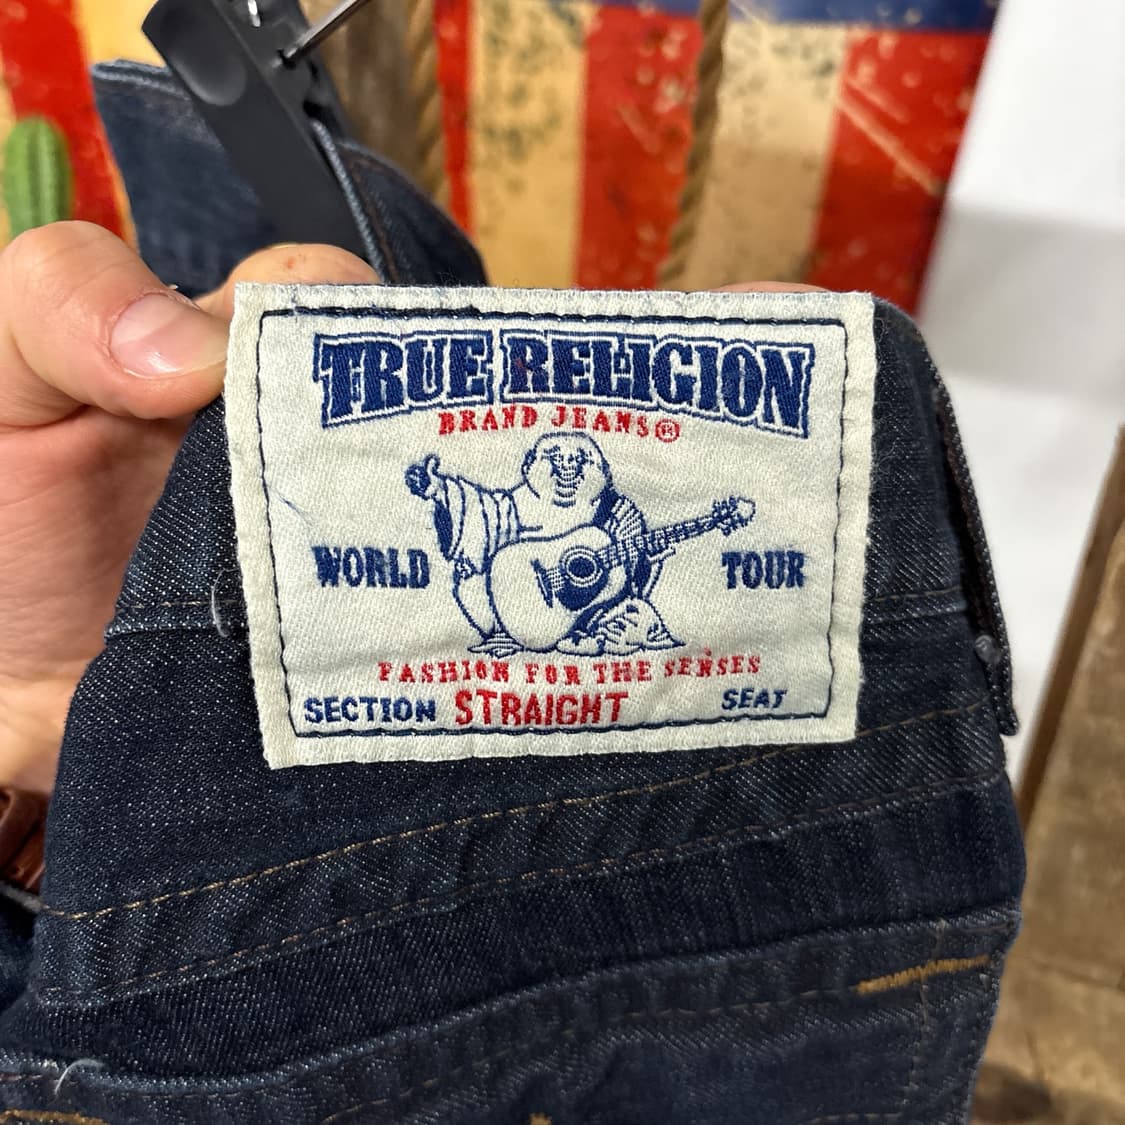 TRUE RELIGION
BRAND JEANS®
WORLD TOUR
FASHION FOR THE SENSES
SECTION STRAIGHT SEAT